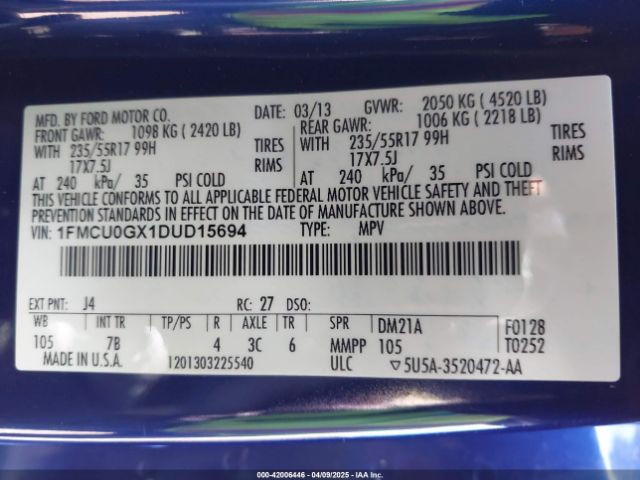 MFD. BY FORD MOTOR CO. DATE: 03/13 GVWR: 2050 KG ( 4520 LB)
FRONT GAWR: 1098 KG ( 2420 LB) REAR GAWR: 1006 KG ( 2218 LB)
WITH 235/55R17 99H TIRES WITH 235/55R17 99H TIRES
17X7.5J RIMS 17X7.5J RIMS
AT 240 kPa/ 35 PSI COLD AT 240 kPa/ 35 PSI COLD
THIS VEHICLE CONFORMS TO ALL APPLICABLE FEDERAL MOTOR VEHICLE SAFETY AND THEFT
PREVENTION STANDARDS IN EFFECT ON THE DATE OF MANUFACTURE SHOWN ABOVE.
VIN: 1FMCU0GX1DUD15694 TYPE: MPV
EXT PNT: J4 RC: 27 DSO:
WB INT TR TP/PS R AXLE TR SPR DM21A F0128
105 7B 4 3C 6 MMPP 105 T0252
MADE IN U.S.A. 1201303225540 ULC ▽5U5A-3520472-AA
000-42006446 - 04/09/2025 - IAAI.COM